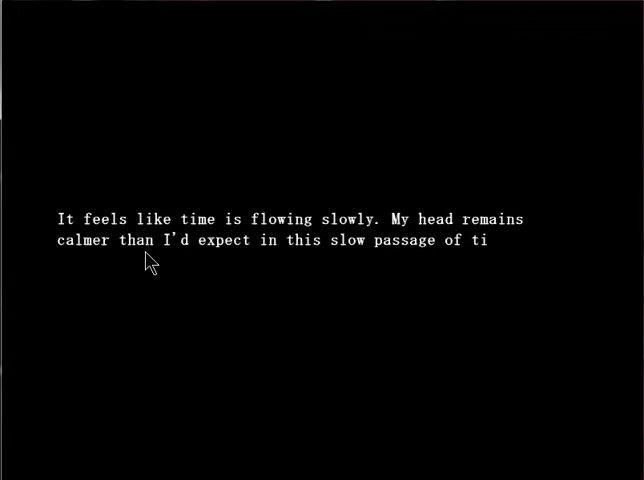 It feels like time is flowing slowly. My head remains
calmer than I'd expect in this slow passage of ti